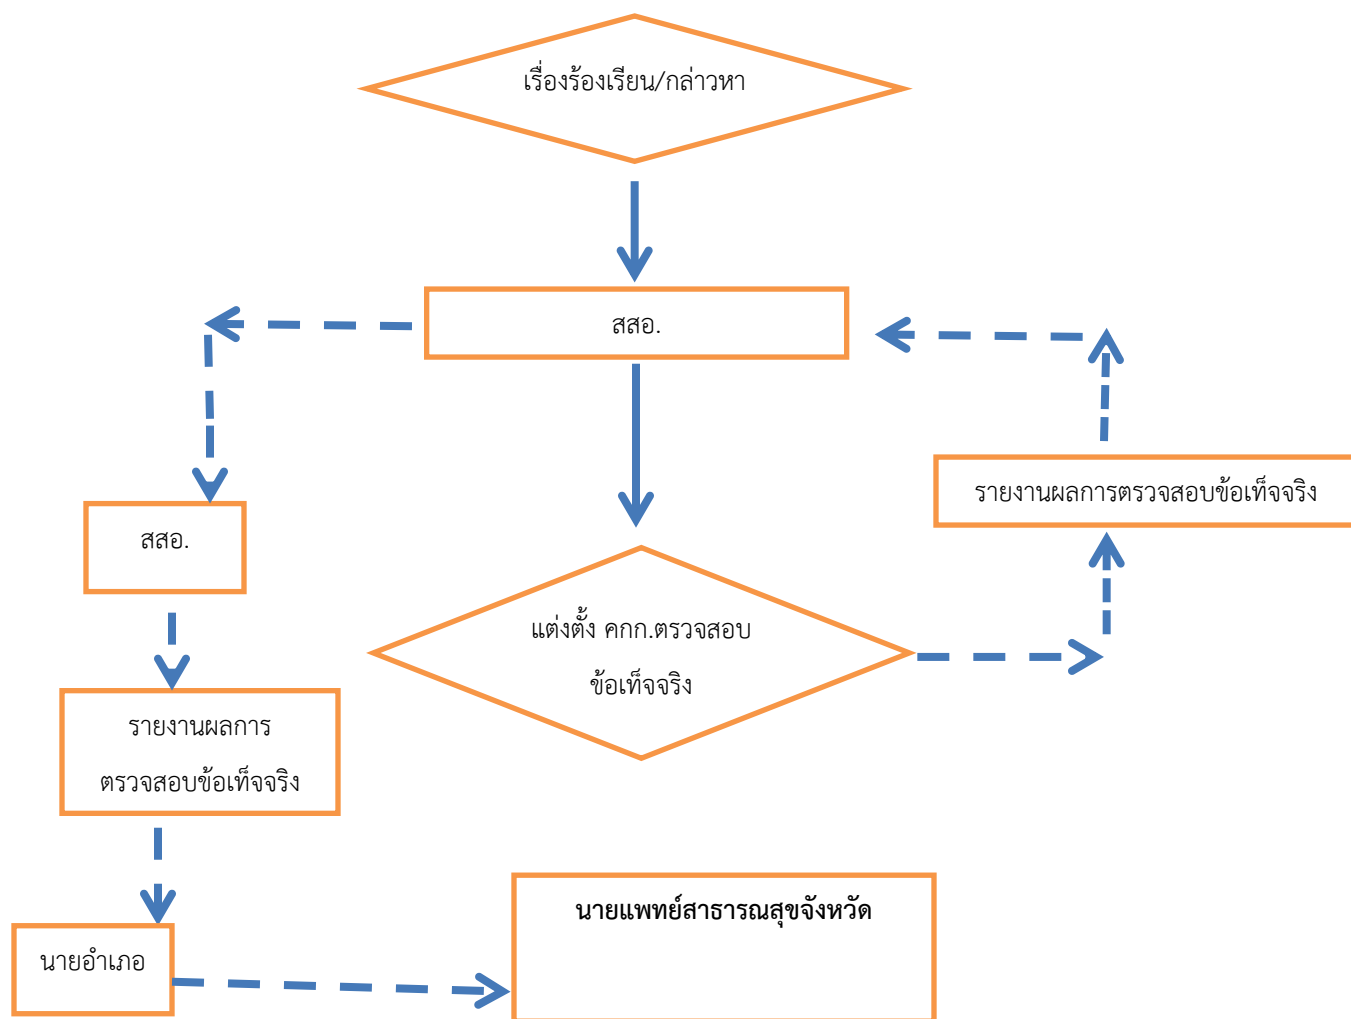 เรื่องร้องเรียน/กล่าวหา
สสอ.
รายงานผลการตรวจสอบข้อเท็จจริง
สสอ.
แต่งตั้ง คกก.ตรวจสอบ
ข้อเท็จจริง
รายงานผลการ
ตรวจสอบข้อเท็จจริง
นายแพทย์สาธารณสุขจังหวัด
นายอำเภอ